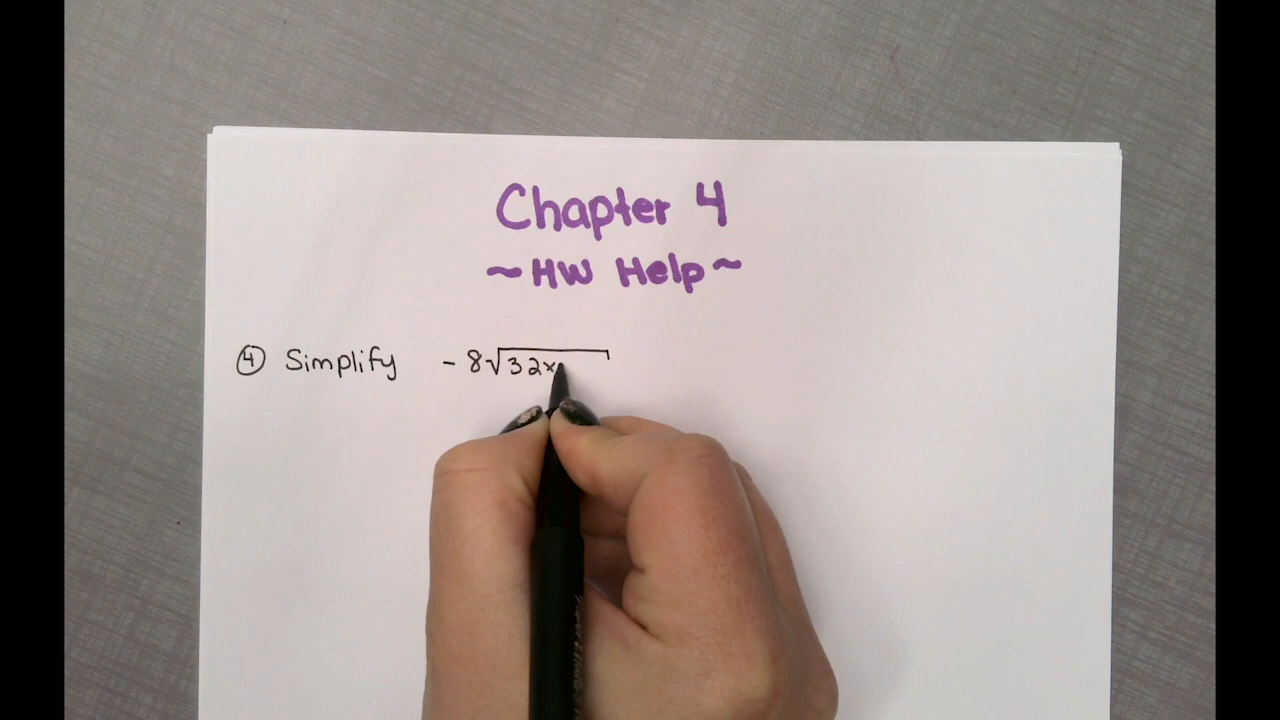 Chapter 4
~ HW Help ~
④ Simplify - 8√32x